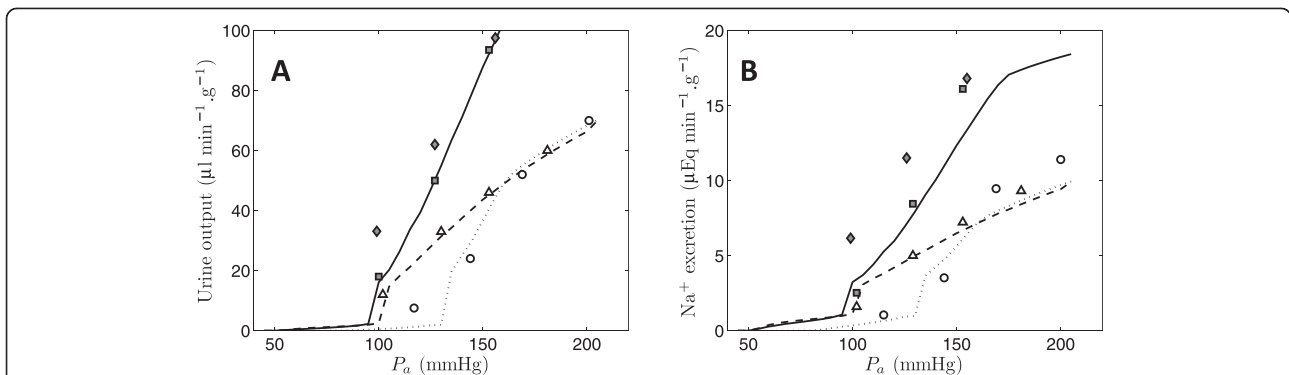 A
Urine output (μl min⁻¹.g⁻¹)
100
80
60
40
20
0
50 100 150 200
Pₐ (mmHg)
B
Na⁺ excretion (μEq min⁻¹.g⁻¹)
20
15
10
5
0
50 100 150 200
Pₐ (mmHg)